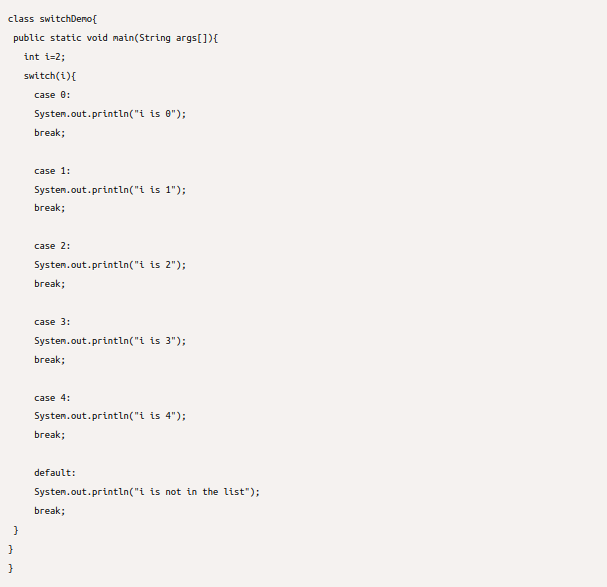 class switchDemo{
 public static void main(String args[]){
   int i=2;
   switch(i){
     case 0:
     System.out.println("i is 0");
     break;

     case 1:
     System.out.println("i is 1");
     break;

     case 2:
     System.out.println("i is 2");
     break;

     case 3:
     System.out.println("i is 3");
     break;

     case 4:
     System.out.println("i is 4");
     break;

     default:
     System.out.println("i is not in the list");
     break;
 }
}
}